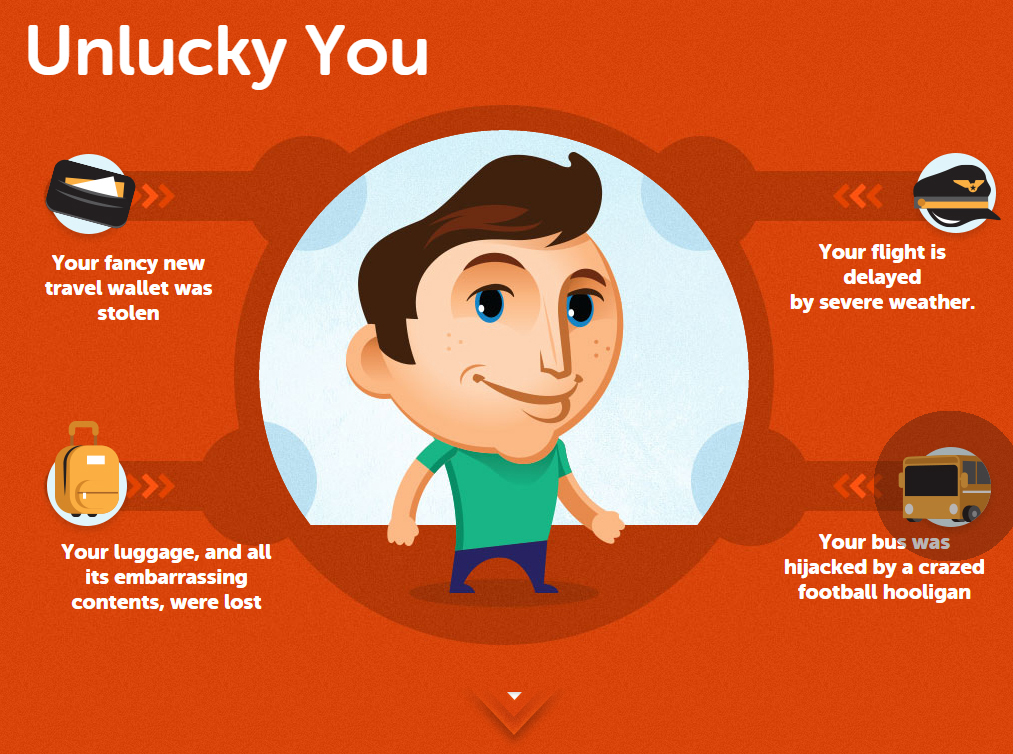 Unlucky You
Your fancy new
travel wallet was
stolen
Your flight is
delayed
by severe weather.
Your luggage, and all
its embarrassing
contents, were lost
Your bus was
hijacked by a crazed
football hooligan